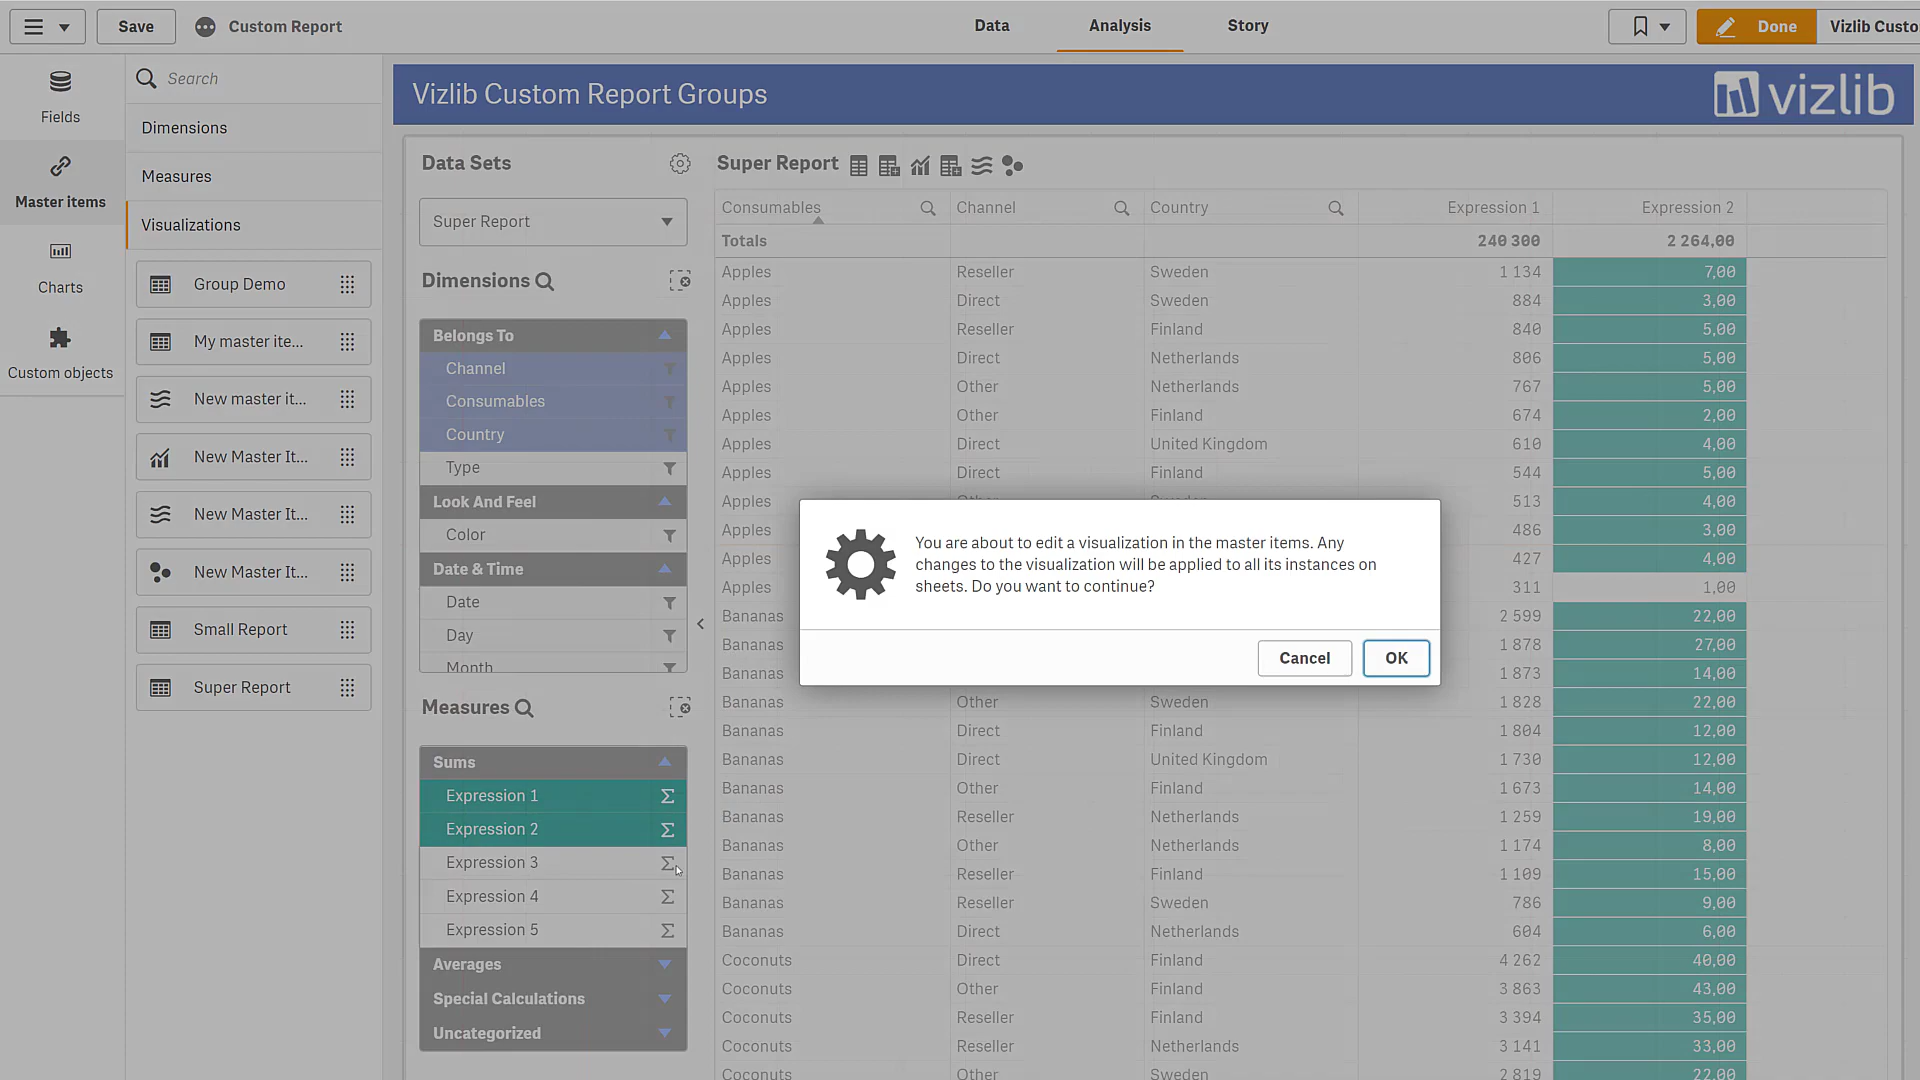 Save
Custom Report
Data
Analysis
Story
Done
Vizlib Custo
Fields
Master items
Charts
Custom objects
Search
Dimensions
Measures
Visualizations
Group Demo
My master ite...
New master it...
New Master It...
New Master It...
New Master It...
Small Report
Super Report
Vizlib Custom Report Groups
vizlib
Data Sets
Super Report
Dimensions
Belongs To
Channel
Consumables
Country
Type
Look And Feel
Color
Date & Time
Date
Day
Month
Measures
Sums
Expression 1
Expression 2
Expression 3
Expression 4
Expression 5
Averages
Special Calculations
Uncategorized
Super Report
Consumables Channel Country Expression 1 Expression 2
Totals 240 300 2 264,00
Apples Reseller Sweden 1 134 7,00
Apples Direct Sweden 884 3,00
Apples Reseller Finland 840 5,00
Apples Direct Netherlands 806 5,00
Apples Other Netherlands 767 5,00
Apples Other Finland 674 2,00
Apples Direct United Kingdom 610 4,00
Apples Direct Finland 544 5,00
Apples Other Sweden 513 4,00
Apples 486 3,00
Apples 427 4,00
Apples 311 1,00
Bananas 2 599 22,00
Bananas 1 878 27,00
Bananas 1 873 14,00
Bananas Other Sweden 1 828 22,00
Bananas Direct Finland 1 804 12,00
Bananas Direct United Kingdom 1 730 12,00
Bananas Other Finland 1 673 14,00
Bananas Reseller Netherlands 1 259 19,00
Bananas Other Netherlands 1 174 8,00
Bananas Reseller Finland 1 109 15,00
Bananas Reseller Sweden 786 9,00
Bananas Direct Netherlands 604 6,00
Coconuts Direct Finland 4 262 40,00
Coconuts Other Finland 3 863 43,00
Coconuts Reseller Finland 3 394 35,00
Coconuts Reseller Netherlands 3 141 33,00
Coconuts Other Sweden 2 819 22,00
You are about to edit a visualization in the master items. Any
changes to the visualization will be applied to all its instances on
sheets. Do you want to continue?
Cancel
OK